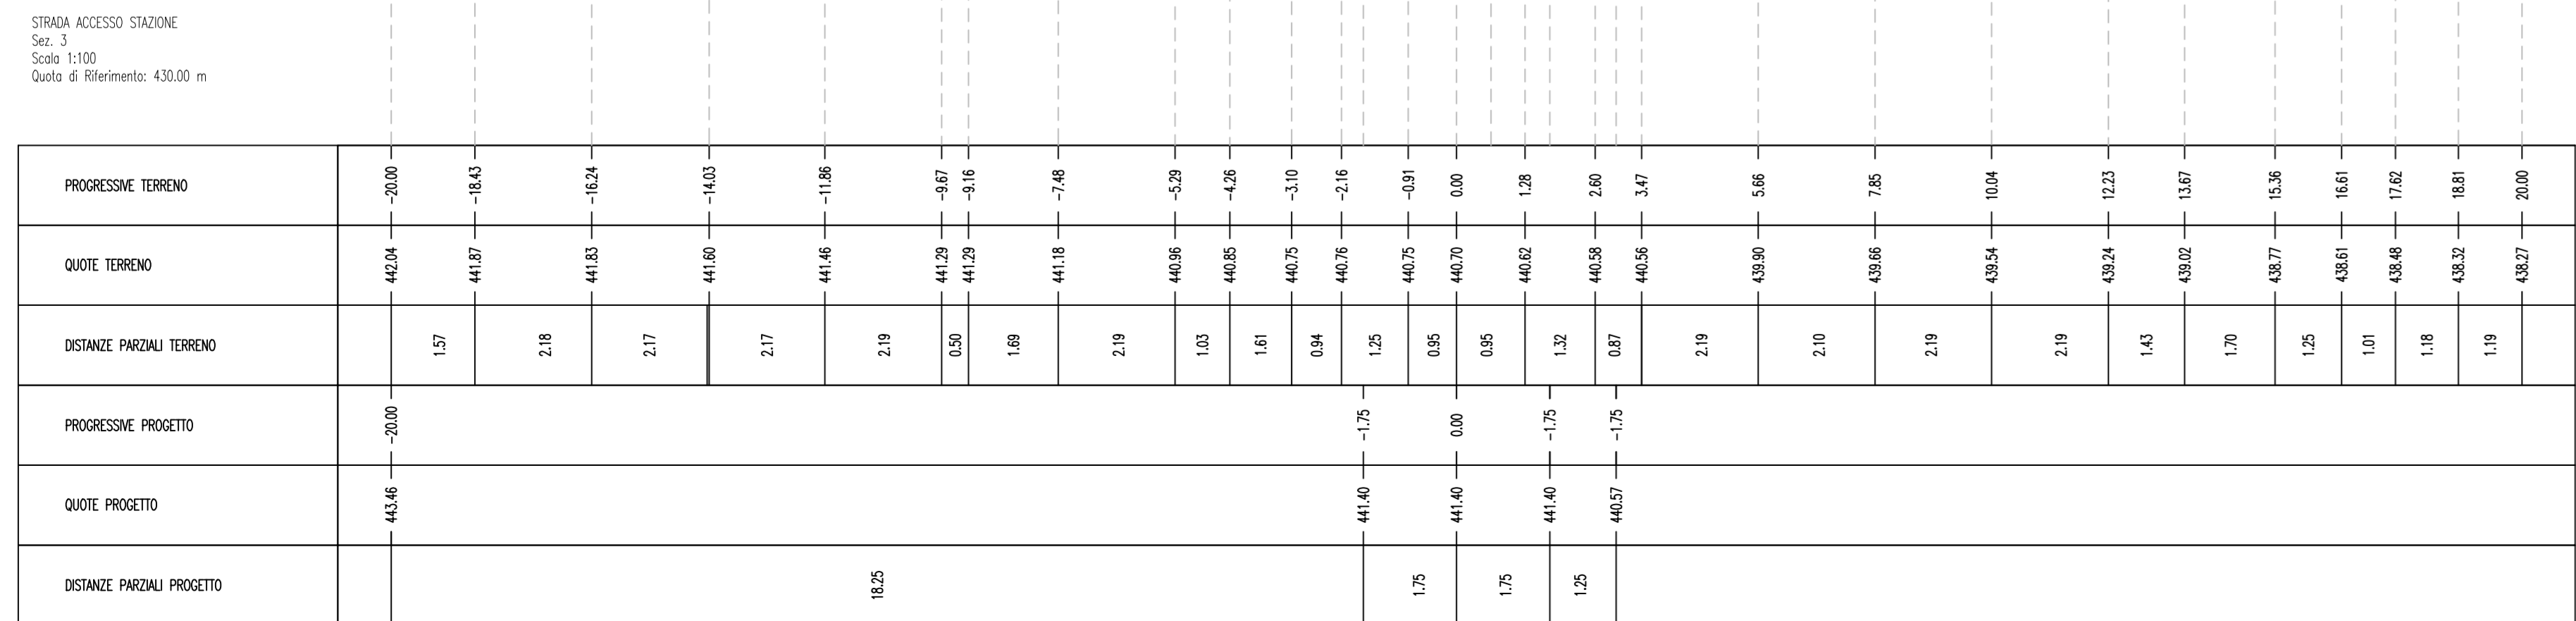 STRADA ACCESSO STAZIONE
Sez. 3
Scala 1:100
Quota di Riferimento: 430.00 m
PROGRESSIVE TERRENO -20.00 -18.43 -16.24 -14.03 -11.86 -9.67 -9.16 -7.48 -5.29 -4.26 -3.10 -2.16 -0.91 0.00 1.28 2.60 3.47 5.66 7.85 10.04 12.23 13.67 15.36 16.61 17.62 18.81 20.00
QUOTE TERRENO 442.04 441.87 441.83 441.60 441.46 441.29 441.29 441.18 440.96 440.85 440.75 440.76 440.75 440.70 440.62 440.58 440.56 439.90 439.66 439.54 439.24 439.02 438.77 438.61 438.48 438.32 438.27
DISTANZE PARZIALI TERRENO 1.57 2.18 2.17 2.17 2.19 0.50 1.69 2.19 1.03 1.61 0.94 1.25 0.95 0.95 1.32 0.87 2.19 2.10 2.19 2.19 1.43 1.70 1.25 1.01 1.18 1.19
PROGRESSIVE PROGETTO -20.00 -1.75 0.00 -1.75 -1.75
QUOTE PROGETTO 443.46 441.40 441.40 441.40 440.57
DISTANZE PARZIALI PROGETTO 18.25 1.75 1.75 1.25